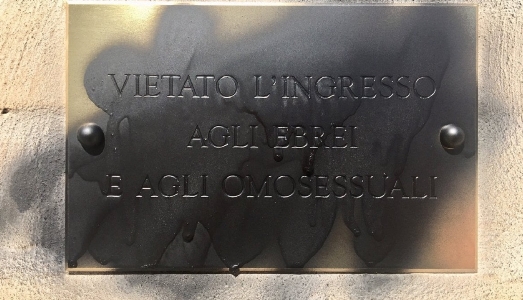 VIETATO L'INGRESSO
AGLI EBREI
E AGLI OMOSESSUALI